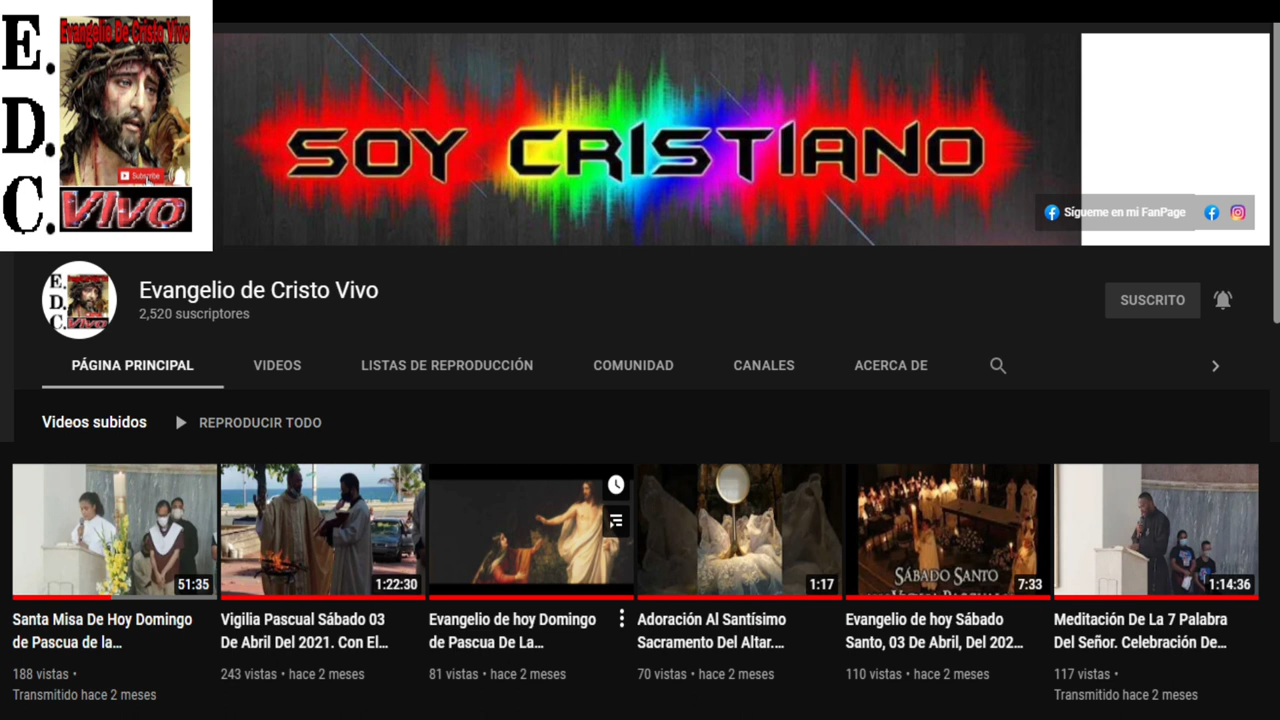 E.
D.
C.
Evangelio De Cristo Vivo
Subscribe
Vivo
SOY CRISTIANO
Sígueme en mi FanPage
E.
D.
C.
Vivo
Evangelio de Cristo Vivo
2,520 suscriptores
SUSCRITO
PÁGINA PRINCIPAL
VIDEOS
LISTAS DE REPRODUCCIÓN
COMUNIDAD
CANALES
ACERCA DE
Videos subidos
REPRODUCIR TODO
51:35
Santa Misa De Hoy Domingo
de Pascua de la...
188 vistas •
Transmitido hace 2 meses
1:22:30
Vigilia Pascual Sábado 03
De Abril Del 2021. Con El...
243 vistas • hace 2 meses
Evangelio de hoy Domingo
de Pascua De La...
81 vistas • hace 2 meses
1:17
Adoración Al Santísimo
Sacramento Del Altar....
70 vistas • hace 2 meses
SÁBADO SANTO
7:33
Evangelio de hoy Sábado
Santo, 03 De Abril, Del 202...
110 vistas • hace 2 meses
1:14:36
Meditación De La 7 Palabra
Del Señor. Celebración De...
117 vistas •
Transmitido hace 2 meses